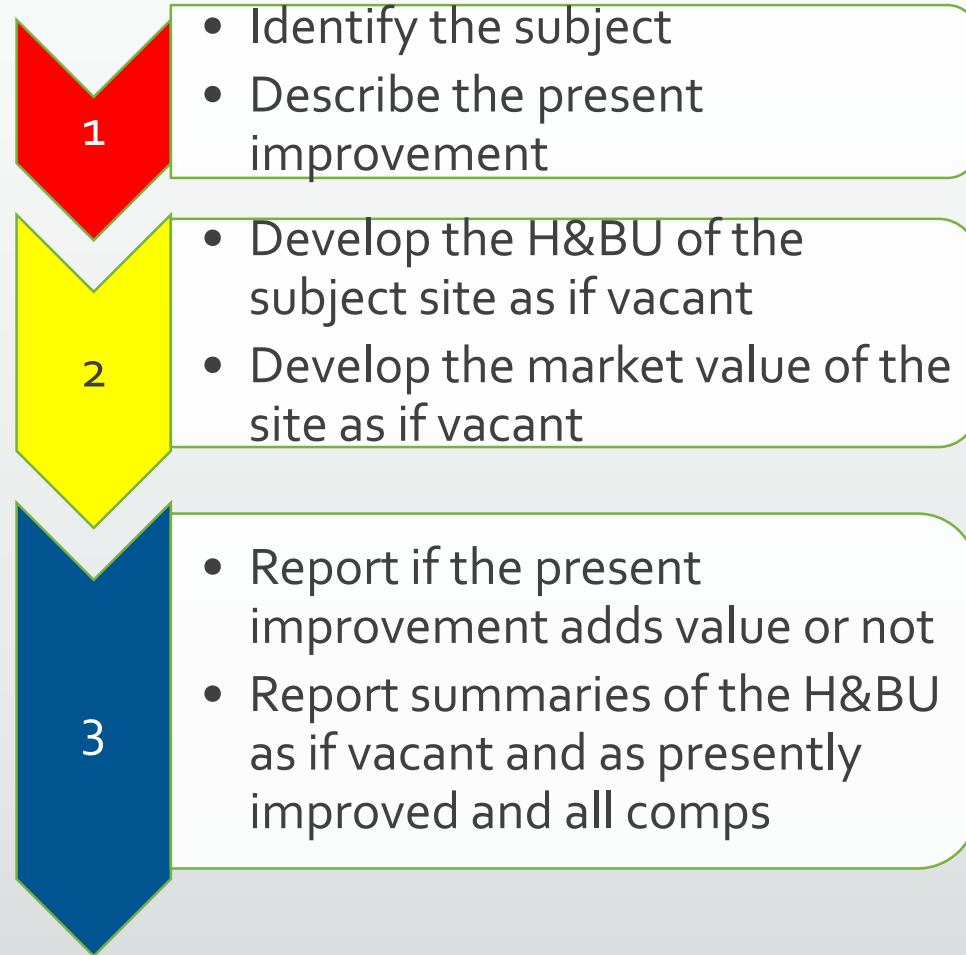 1
• Identify the subject
• Describe the present
improvement
2
• Develop the H&BU of the
subject site as if vacant
• Develop the market value of the
site as if vacant
3
• Report if the present
improvement adds value or not
• Report summaries of the H&BU
as if vacant and as presently
improved and all comps